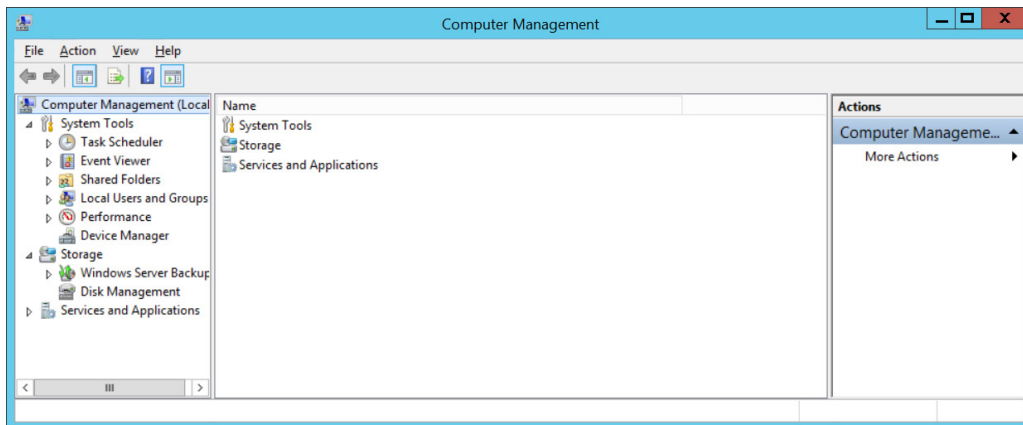 Computer Management
File Action View Help
Computer Management (Local
System Tools
Task Scheduler
Event Viewer
Shared Folders
Local Users and Groups
Performance
Device Manager
Storage
Windows Server Backup
Disk Management
Services and Applications
Name
System Tools
Storage
Services and Applications
Actions
Computer Manageme...
More Actions